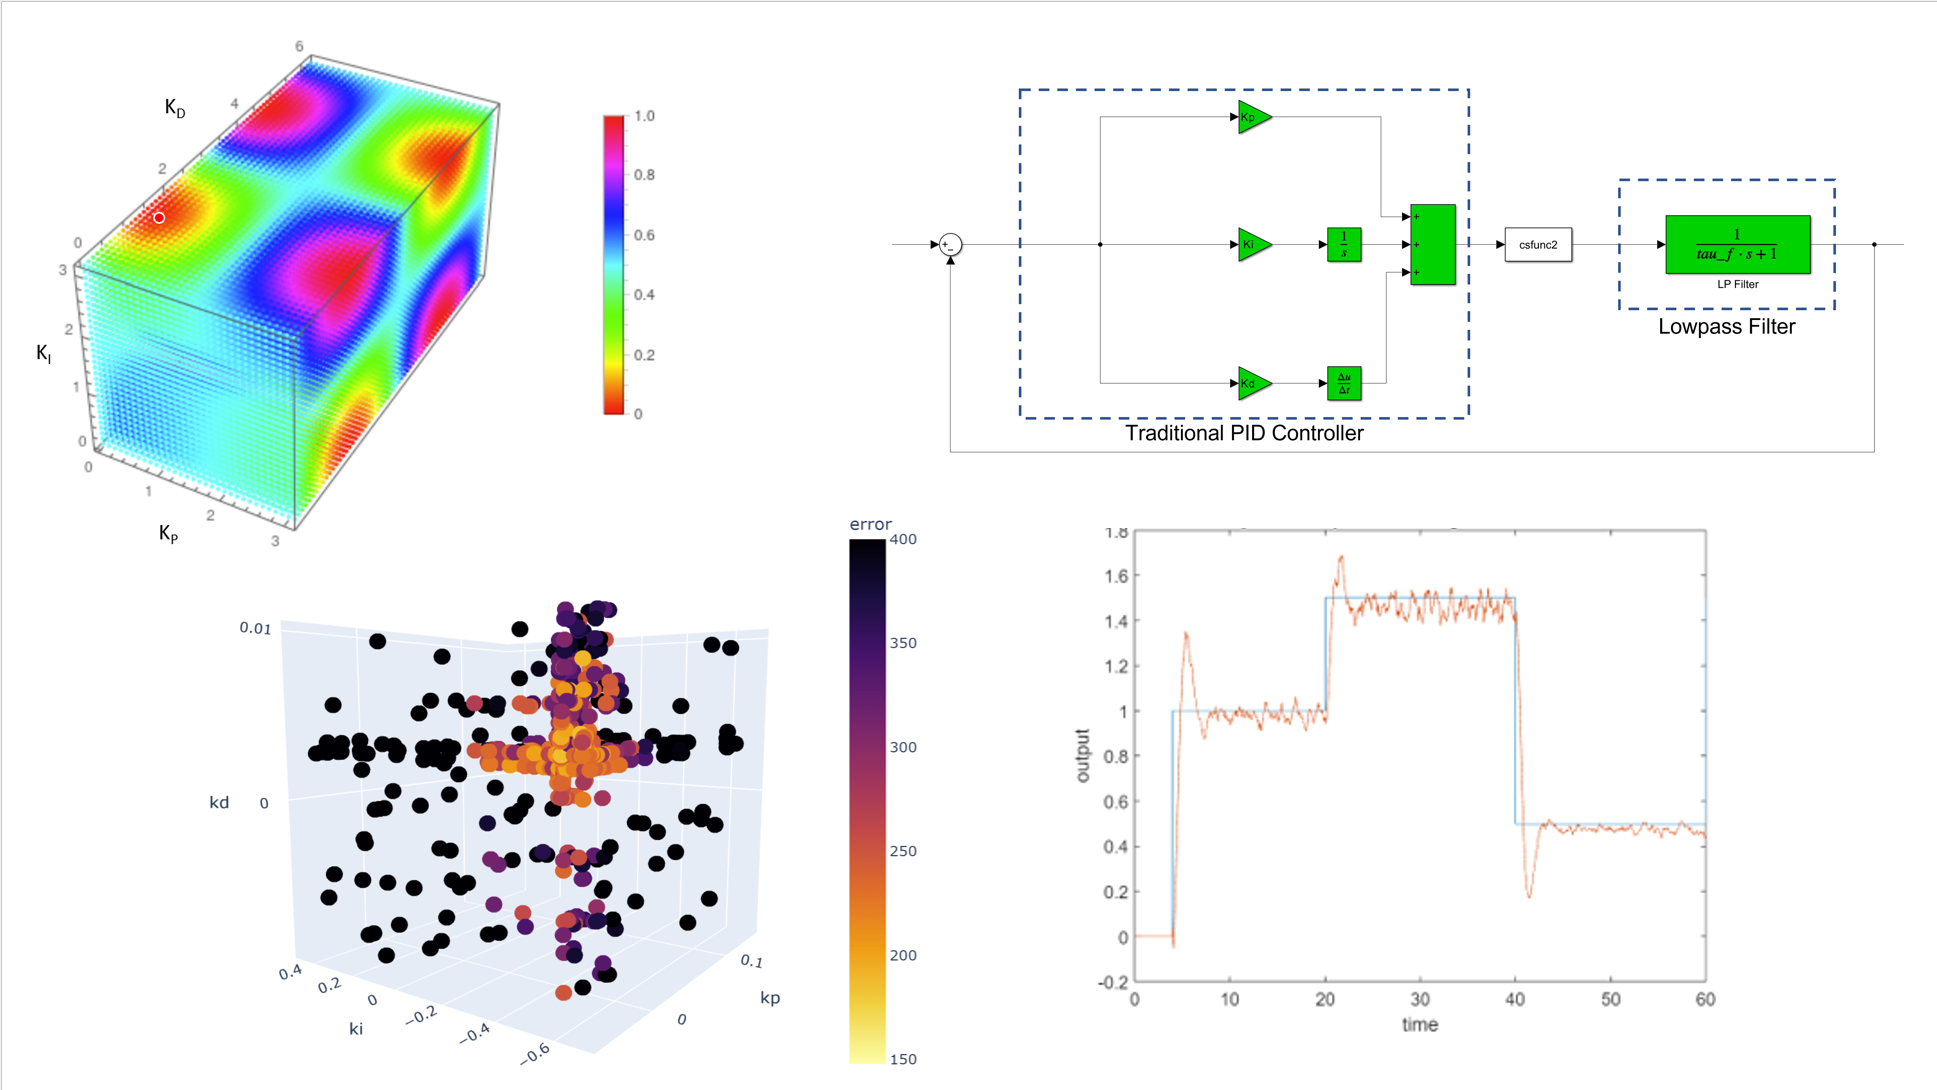 6
K_D
4
2
0
3
2
K_I
1
0
0
1
2
K_P
3
1.0
0.8
0.6
0.4
0.2
0
Kp
+
+-
Ki
1
s
+
csfunc2
1
tau_f · s + 1
LP Filter
+
Lowpass Filter
Kd
Δu
Δt
Traditional PID Controller
error
400
350
300
250
200
150
0.01
kd
0
0.4
0.2
0
−0.2
−0.4
−0.6
ki
0.1
kp
0
1.8
1.6
1.4
1.2
1
0.8
0.6
0.4
0.2
0
-0.2
output
0 10 20 30 40 50 60
time